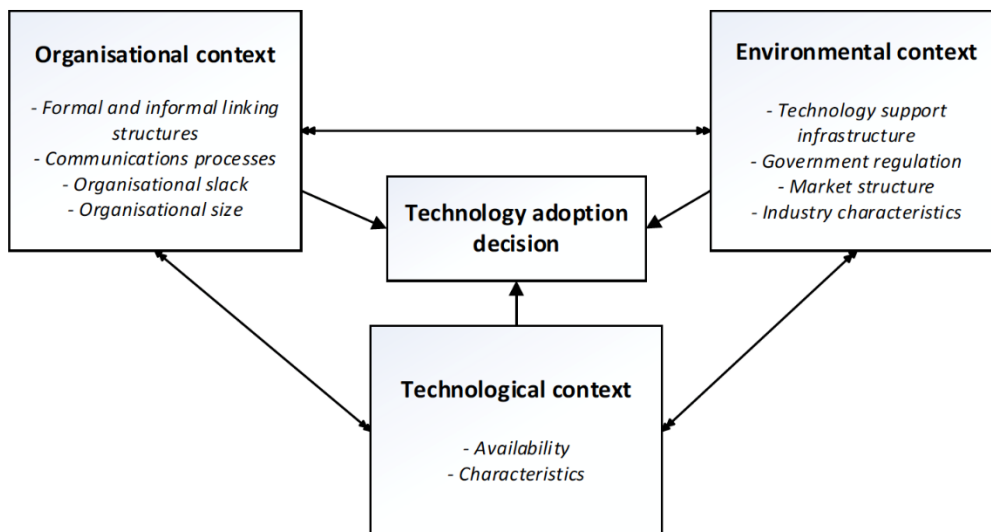 Organisational context
- Formal and informal linking
structures
- Communications processes
- Organisational slack
- Organisational size
Environmental context
- Technology support
infrastructure
- Government regulation
- Market structure
- Industry characteristics
Technology adoption
decision
Technological context
- Availability
- Characteristics